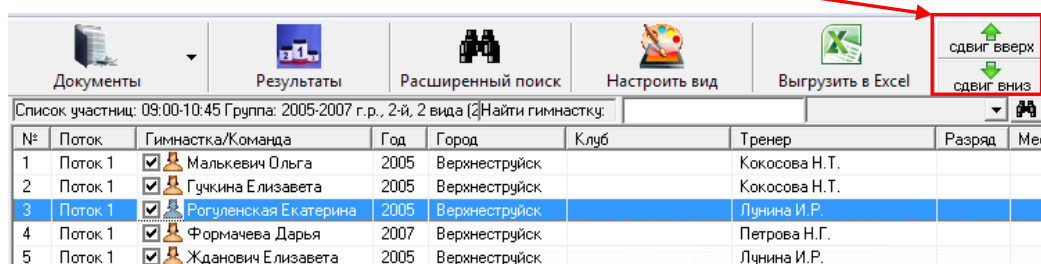 сдвиг вверх
Документы Результаты Расширенный поиск Настроить вид Выгрузить в Excel сдвиг вниз
Список участниц: 09:00-10:45 Группа: 2005-2007 г.р., 2-й, 2 вида (2 Найти гимнастку:
№ Поток Гимнастка/Команда Год Город Клуб Тренер Разряд Мес
1 Поток 1 Малькевич Ольга 2005 Верхнеструйск Кокосова Н.Т.
2 Поток 1 Гучкина Елизавета 2005 Верхнеструйск Кокосова Н.Т.
3 Поток 1 Рогуленская Екатерина 2005 Верхнеструйск Лунина И.Р.
4 Поток 1 Формачева Дарья 2007 Верхнеструйск Петрова Н.Г.
5 Поток 1 Жданович Елизавета 2005 Верхнеструйск Лунина И.Р.